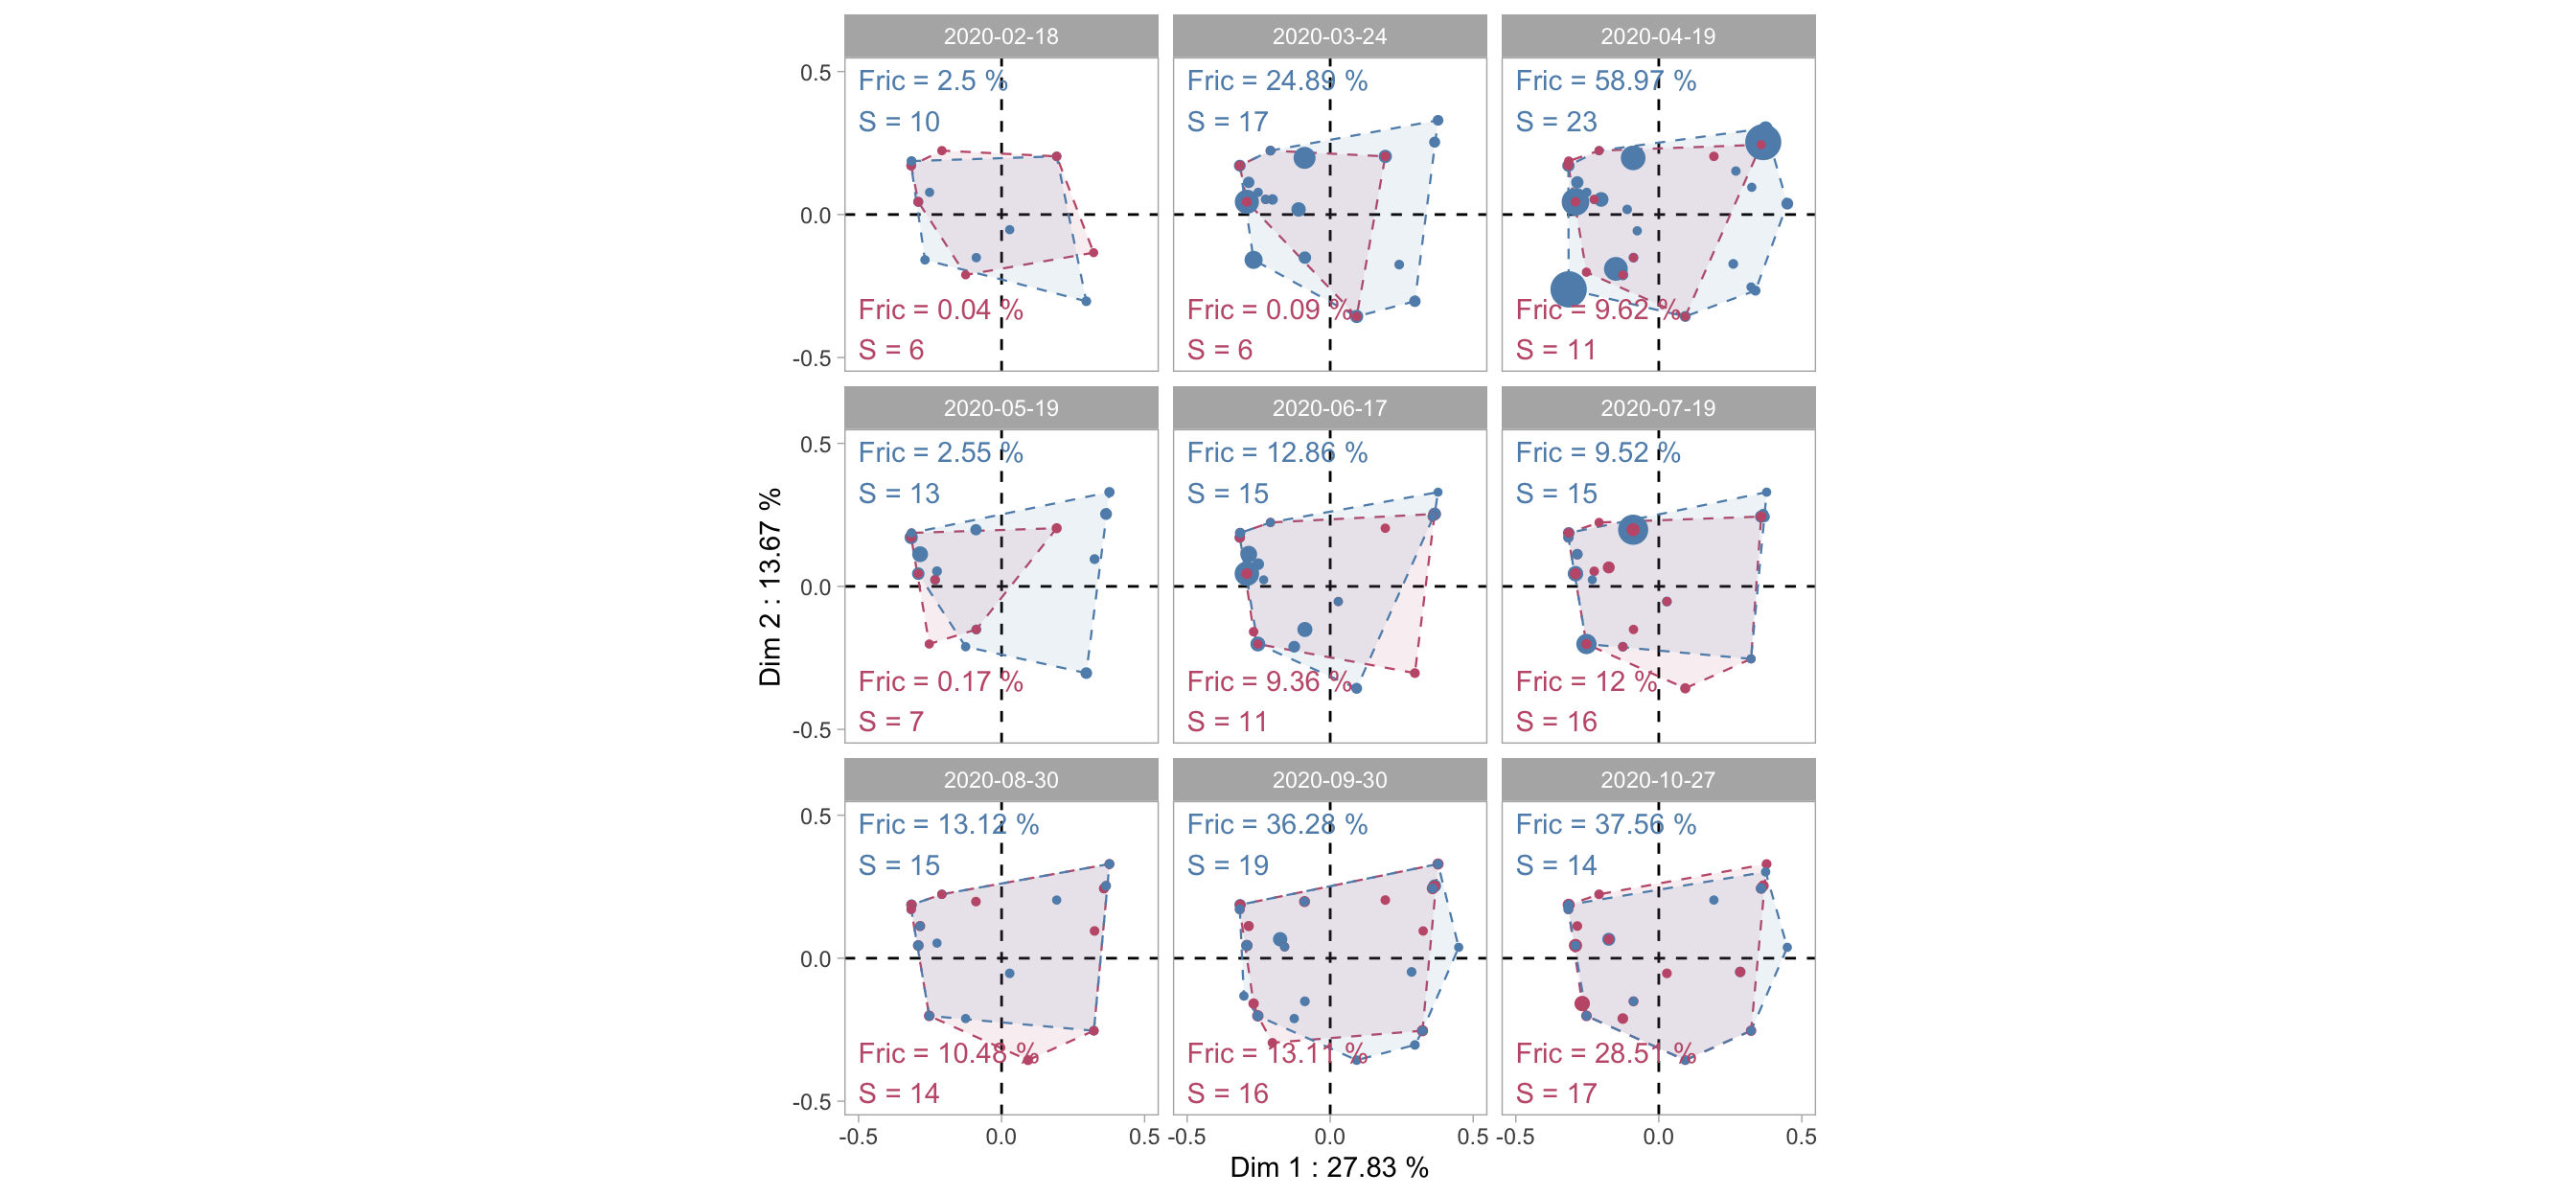 2020-02-18 2020-03-24 2020-04-19
0.5
Fric = 2.5 % Fric = 24.89 % Fric = 58.97 %
S = 10 S = 17 S = 23
0.0
Fric = 0.04 % Fric = 0.09 % Fric = 9.62 %
S = 6 S = 6 S = 11
-0.5
2020-05-19 2020-06-17 2020-07-19
0.5
Fric = 2.55 % Fric = 12.86 % Fric = 9.52 %
S = 13 S = 15 S = 15
0.0
Dim 2 : 13.67 %
Fric = 0.17 % Fric = 9.36 % Fric = 12 %
S = 7 S = 11 S = 16
-0.5
2020-08-30 2020-09-30 2020-10-27
0.5
Fric = 13.12 % Fric = 36.28 % Fric = 37.56 %
S = 15 S = 19 S = 14
0.0
Fric = 10.48 % Fric = 13.11 % Fric = 28.51 %
S = 14 S = 16 S = 17
-0.5
-0.5 0.0 0.5 -0.5 0.0 0.5 -0.5 0.0 0.5
Dim 1 : 27.83 %